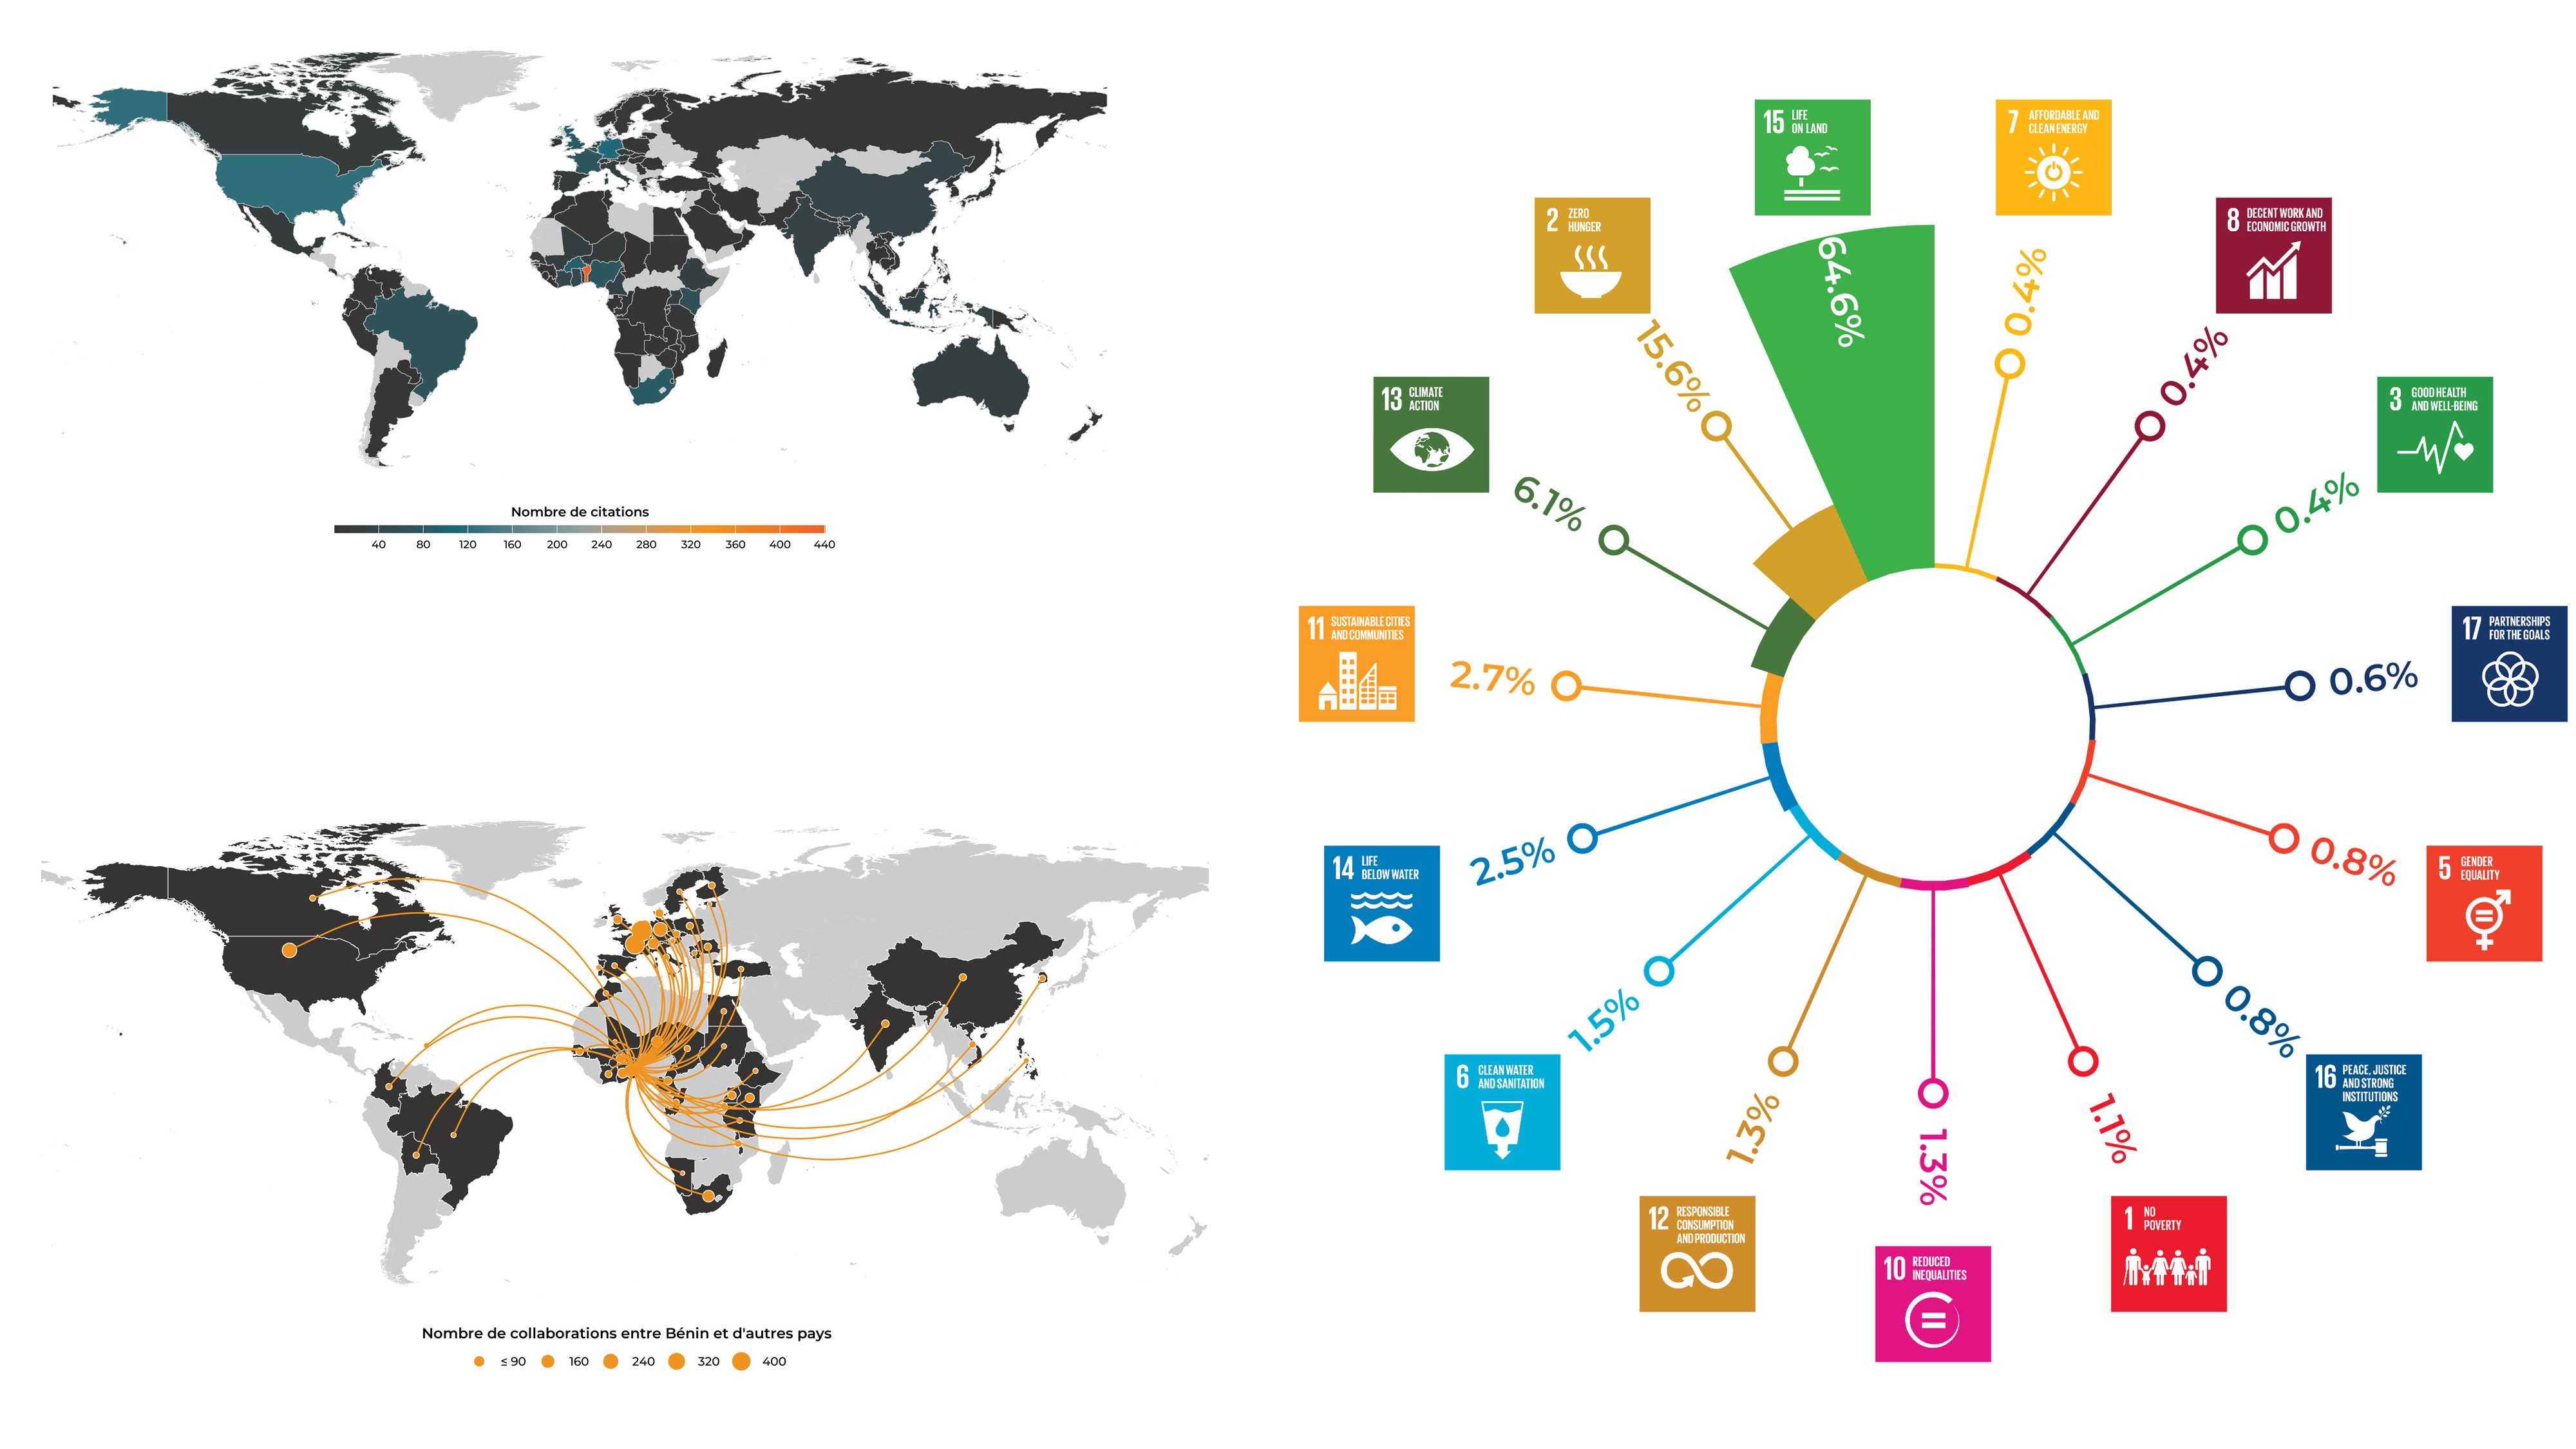 Nombre de citations
40 80 120 160 200 240 280 320 360 400 440
Nombre de collaborations entre Bénin et d'autres pays
≤ 90 160 240 320 400
15 LIFE
ON LAND
64.6%
7 AFFORDABLE AND
CLEAN ENERGY
0.4%
8 DECENT WORK AND
ECONOMIC GROWTH
0.4%
3 GOOD HEALTH
AND WELL-BEING
0.4%
17 PARTNERSHIPS
FOR THE GOALS
0.6%
5 GENDER
EQUALITY
0.8%
16 PEACE, JUSTICE
AND STRONG
INSTITUTIONS
0.8%
1 NO
POVERTY
1.1%
10 REDUCED
INEQUALITIES
1.3%
12 RESPONSIBLE
CONSUMPTION
AND PRODUCTION
1.3%
6 CLEAN WATER
AND SANITATION
1.5%
14 LIFE
BELOW WATER
2.5%
11 SUSTAINABLE CITIES
AND COMMUNITIES
2.7%
13 CLIMATE
ACTION
6.1%
2 ZERO
HUNGER
15.6%